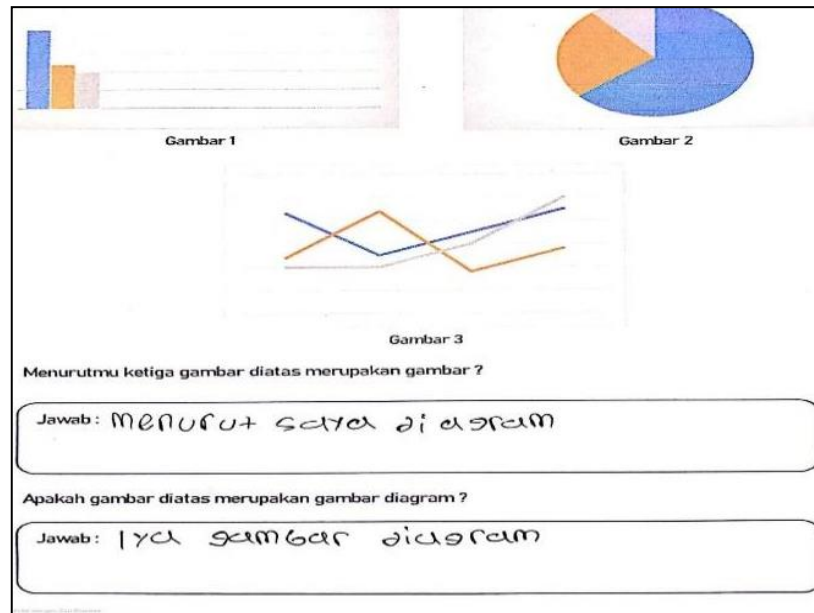 Gambar 1
Gambar 2
Gambar 3
Menurutmu ketiga gambar diatas merupakan gambar ?
Jawab : Menurut saya diagram
Apakah gambar diatas merupakan gambar diagram ?
Jawab : Iya gambar diagram